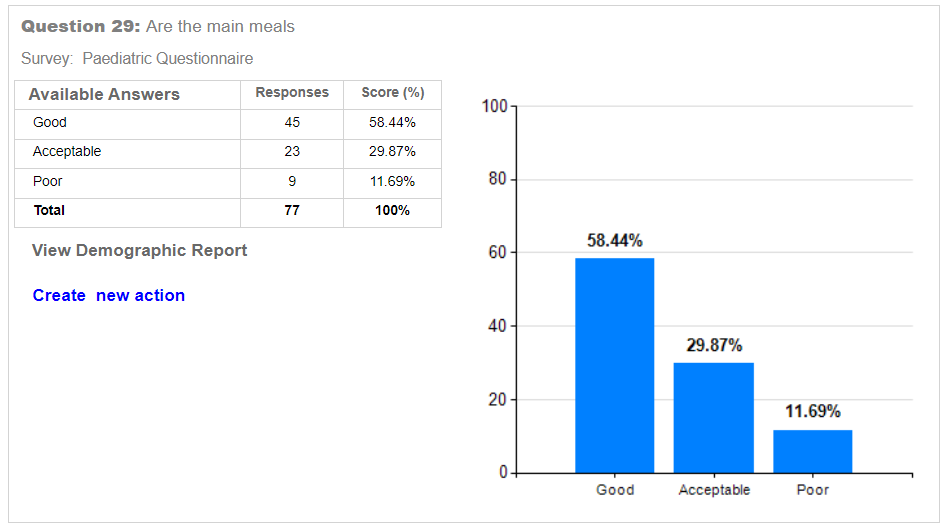 Question 29: Are the main meals
Survey: Paediatric Questionnaire
Available Answers Responses Score (%)
Good 45 58.44%
Acceptable 23 29.87%
Poor 9 11.69%
Total 77 100%
View Demographic Report
Create new action
100
80
60
40
20
0
58.44%
29.87%
11.69%
Good Acceptable Poor